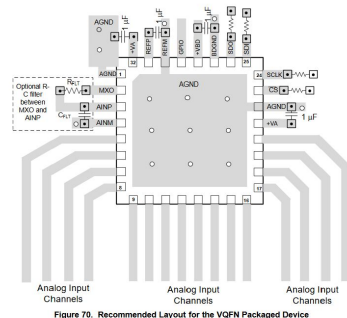 AGND
1 μF
1 μF
+VA
REFP
REFM
GPIO
+VBD
BDGND
SDO
SDI
32
25
AGND
1
24
SCLK
Optional R-
C filter
between
MXO and
AINP
RFLT
MXO
AGND
CS
AINP
AGND
CFLT
AINM
+VA
1 μF
8
17
9
16
Analog Input
Channels
Analog Input
Channels
Analog Input
Channels
Figure 70. Recommended Layout for the VQFN Packaged Device